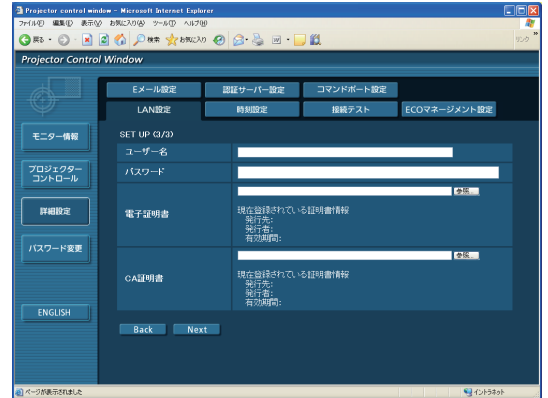 Projector control window - Microsoft Internet Explorer
ファイル(F) 編集(E) 表示(V) お気に入り(A) ツール(T) ヘルプ(H)
戻る 検索 お気に入り リンク
Projector Control Window
Eメール設定 認証サーバー設定 コマンドポート設定
LAN設定 時刻設定 接続テスト ECOマネージメント設定
モニター情報
プロジェクター
コントロール
詳細設定
パスワード変更
ENGLISH
SET UP (3/3)
ユーザー名
パスワード
電子証明書
参照...
現在登録されている証明書情報
発行先:
発行者:
有効期間:
CA証明書
参照...
現在登録されている証明書情報
発行先:
発行者:
有効期間:
Back Next
ページが表示されました イントラネット